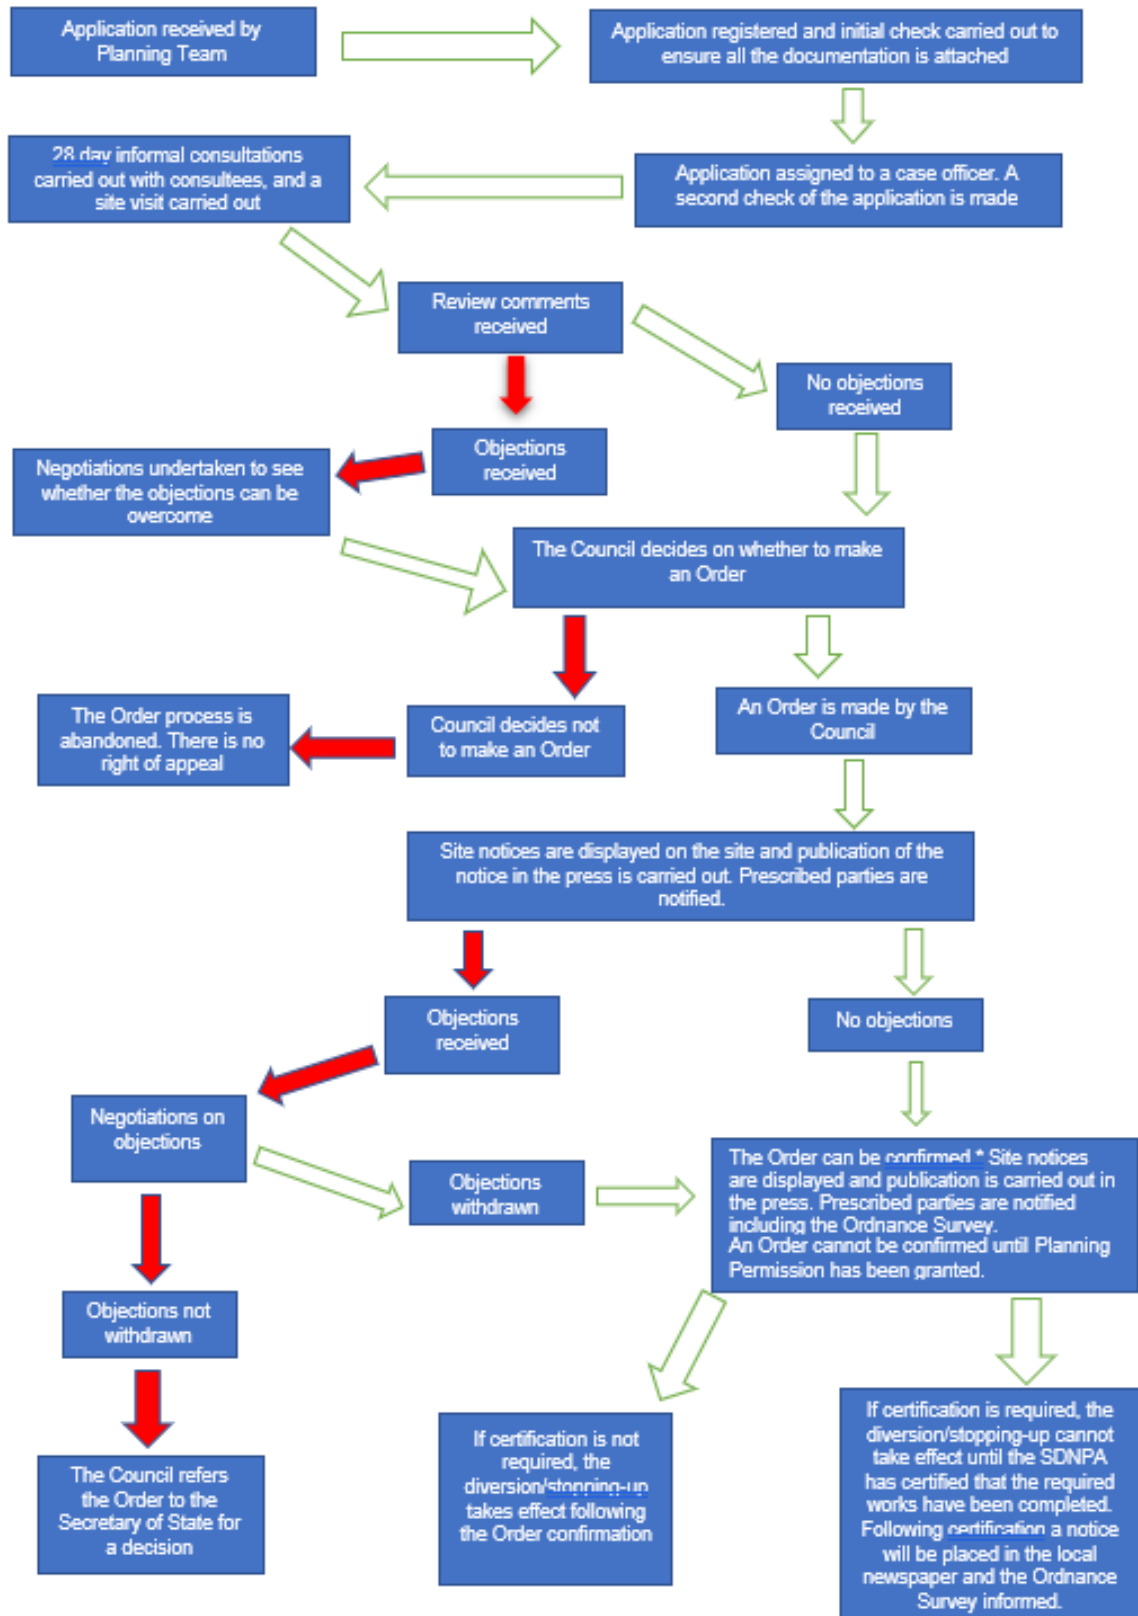 Application received by
Planning Team
Application registered and initial check carried out to
ensure all the documentation is attached
Application assigned to a case officer. A
second check of the application is made
28 day informal consultations
carried out with consultees, and a
site visit carried out
Review comments
received
No objections
received
Objections
received
Negotiations undertaken to see
whether the objections can be
overcome
The Council decides on whether to make
an Order
Council decides not
to make an Order
The Order process is
abandoned. There is no
right of appeal
An Order is made by the
Council
Site notices are displayed on the site and publication of the
notice in the press is carried out. Prescribed parties are
notified.
Objections
received
No objections
Negotiations on
objections
Objections
withdrawn
The Order can be confirmed * Site notices
are displayed and publication is carried out in
the press. Prescribed parties are notified
including the Ordnance Survey.
An Order cannot be confirmed until Planning
Permission has been granted.
Objections not
withdrawn
The Council refers
the Order to the
Secretary of State for
a decision
If certification is not
required, the
diversion/stopping-up
takes effect following
the Order confirmation
If certification is required, the
diversion/stopping-up cannot
take effect until the SDNPA
has certified that the required
works have been completed.
Following certification a notice
will be placed in the local
newspaper and the Ordnance
Survey informed.